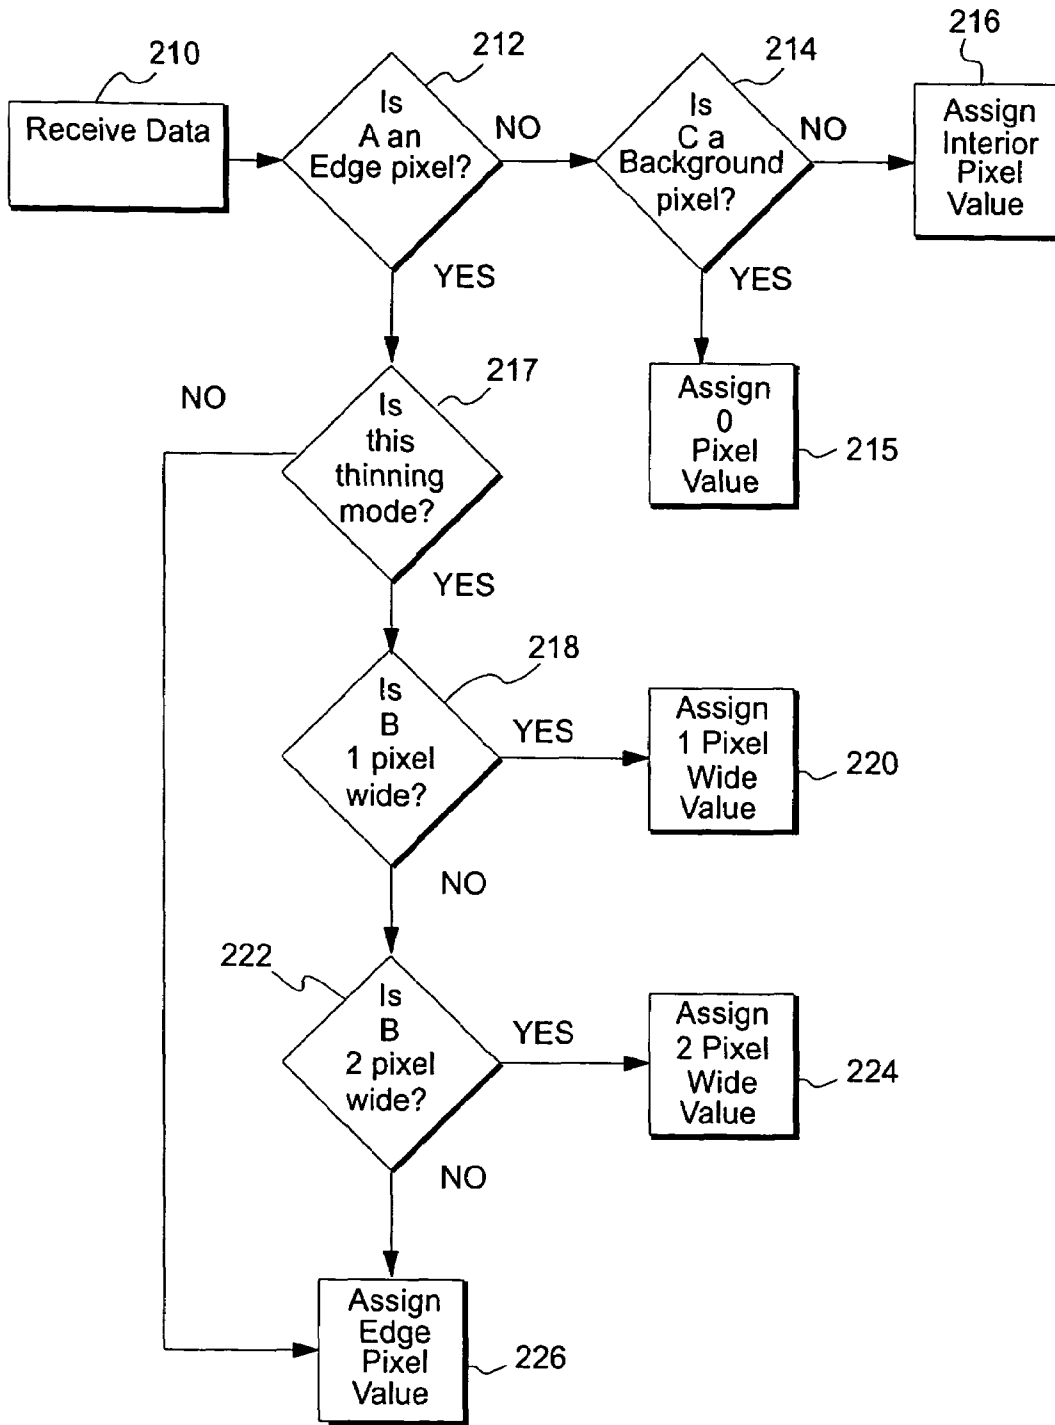 210
Receive Data
212
Is
A an
Edge pixel?
NO
214
Is
C a
Background
pixel?
NO
216
Assign
Interior
Pixel
Value
YES
YES
Assign
0
Pixel
Value
215
217
NO
Is
this
thinning
mode?
YES
218
Is
B
1 pixel
wide?
YES
Assign
1 Pixel
Wide
Value
220
NO
222
Is
B
2 pixel
wide?
YES
Assign
2 Pixel
Wide
Value
224
NO
Assign
Edge
Pixel
Value
226